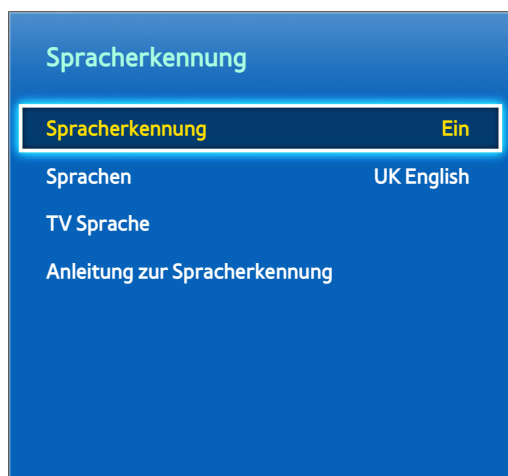 Spracherkennung
Spracherkennung Ein
Sprachen UK English
TV Sprache
Anleitung zur Spracherkennung